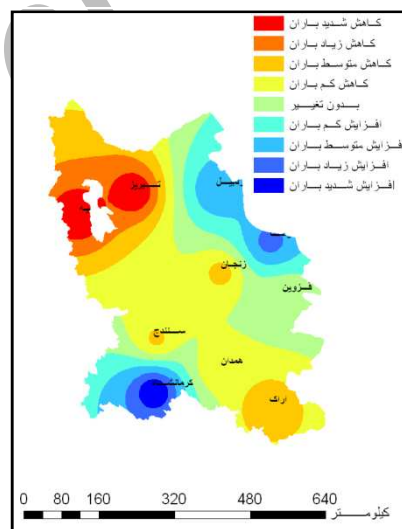 کاهش شدید باران
کاهش زیاد باران
کاهش متوسط باران
کاهش کم باران
بدون تغییر
افزایش کم باران
افزایش متوسط باران
افزایش زیاد باران
افزایش شدید باران
تبریز
زنجان
قزوین
سنندج
همدان
اراک
0 40 80 160 320 480 640
کیلومتر